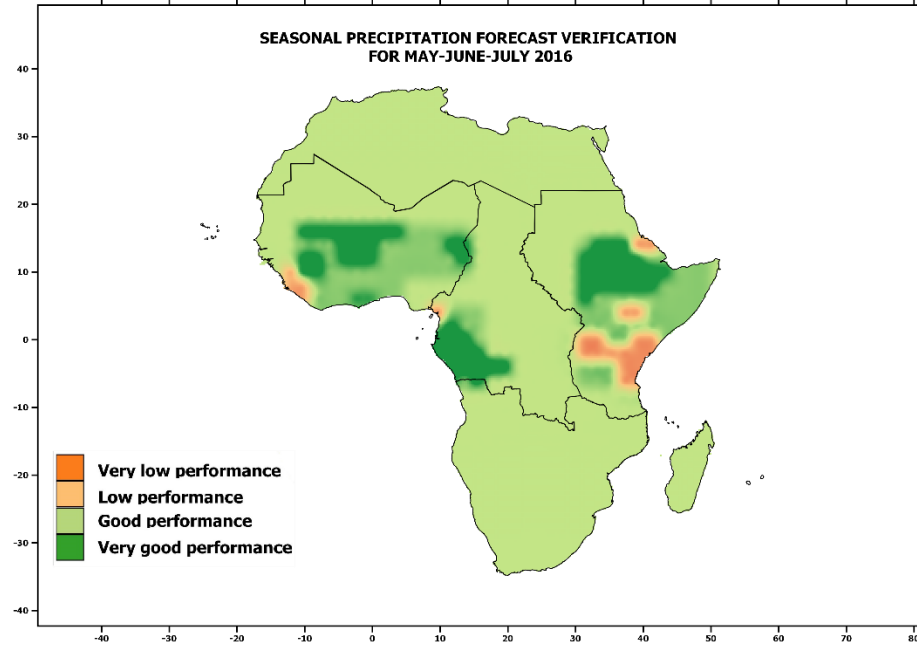 SEASONAL PRECIPITATION FORECAST VERIFICATION
FOR MAY-JUNE-JULY 2016
40
30
20
10
0
-10
-20
-30
-40
Very low performance
Low performance
Good performance
Very good performance
-40 -30 -20 -10 0 10 20 30 40 50 60 70 80